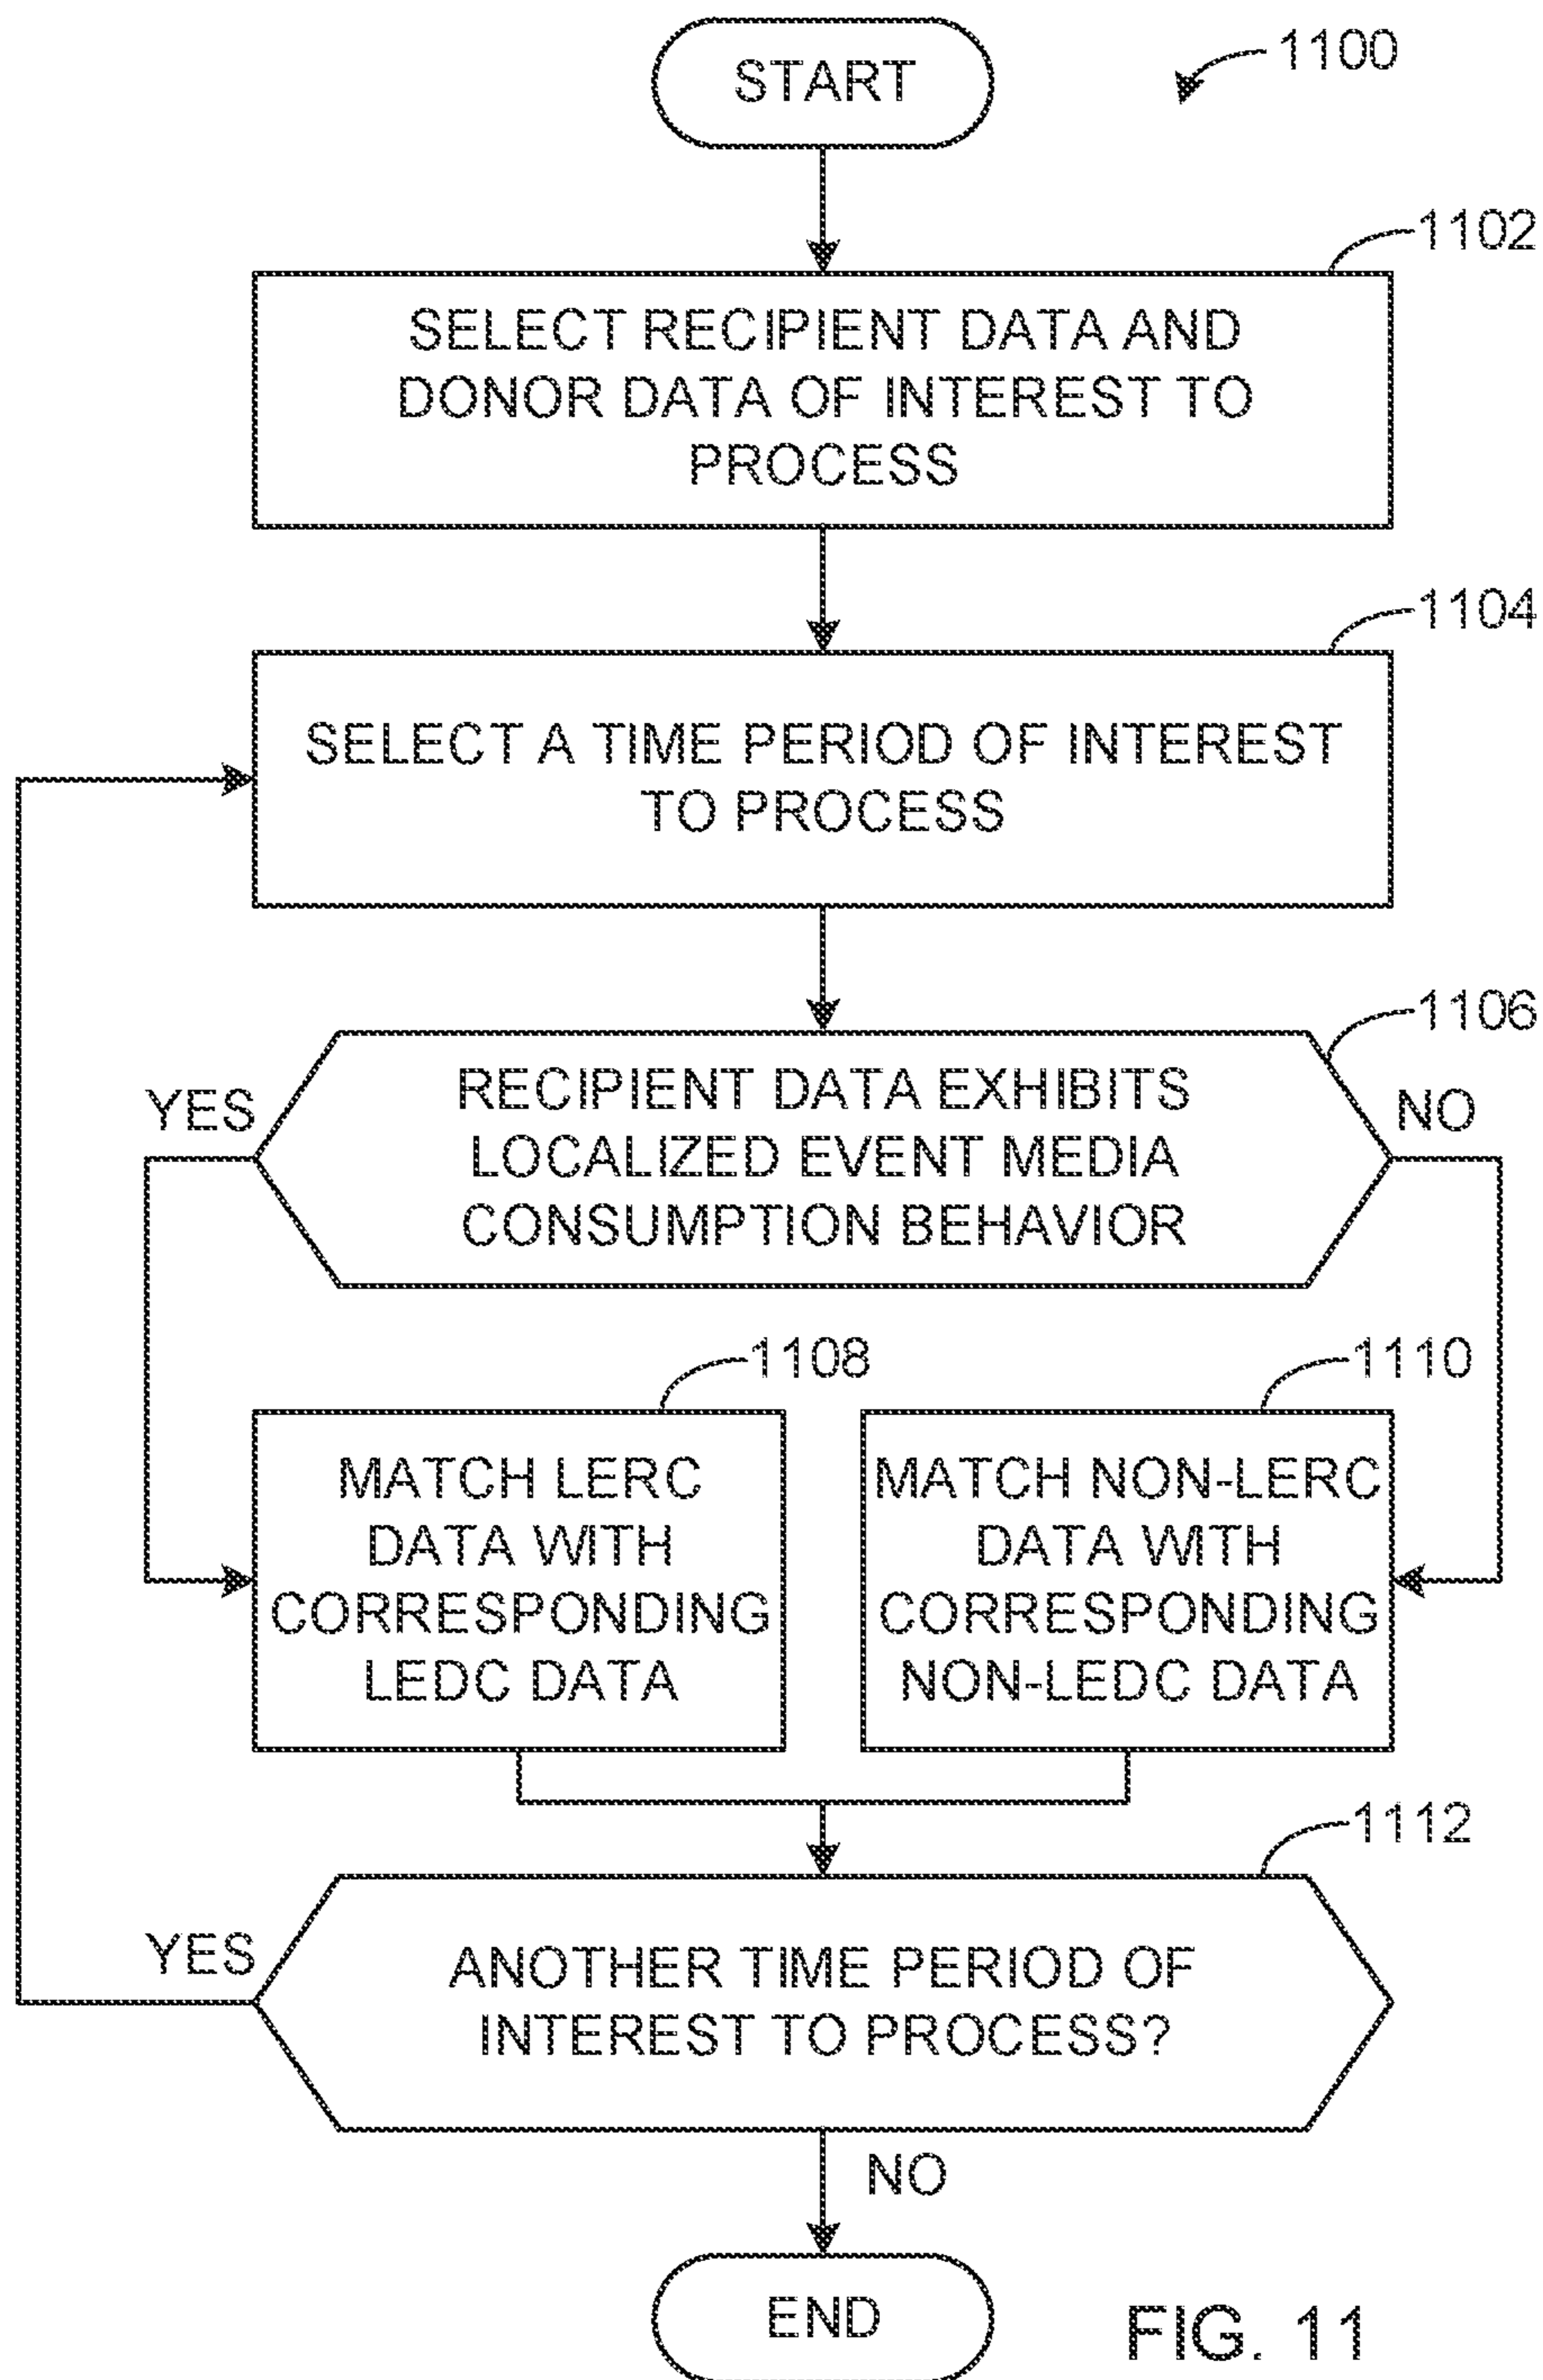 START
1100
1102
SELECT RECIPIENT DATA AND
DONOR DATA OF INTEREST TO
PROCESS
1104
SELECT A TIME PERIOD OF INTEREST
TO PROCESS
1106
YES
RECIPIENT DATA EXHIBITS
LOCALIZED EVENT MEDIA
CONSUMPTION BEHAVIOR
NO
1108
MATCH LERC
DATA WITH
CORRESPONDING
LEDC DATA
1110
MATCH NON-LERC
DATA WITH
CORRESPONDING
NON-LEDC DATA
1112
YES
ANOTHER TIME PERIOD OF
INTEREST TO PROCESS?
NO
END
FIG. 11